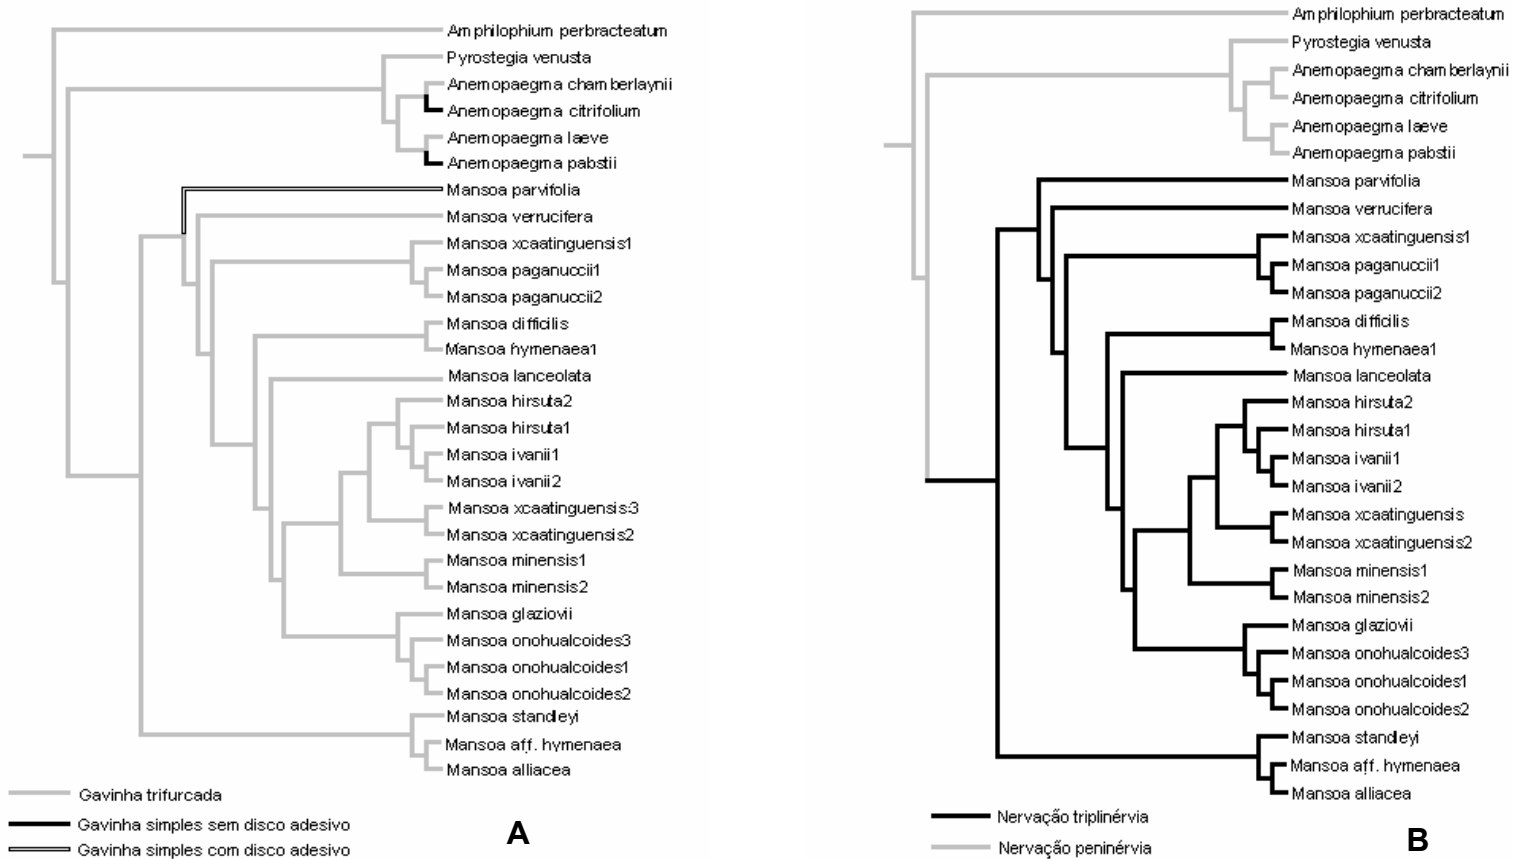 Amphilophium perbracteatum
Pyrostegia venusta
Anemopaegma chamberlaynii
Anemopaegma citrifolium
Anemopaegma laeve
Anemopaegma pabstii
Mansoa parvifolia
Mansoa verrucifera
Mansoa xcaatinguensis1
Mansoa paganuccii1
Mansoa paganuccii2
Mansoa difficilis
Mansoa hymenaea1
Mansoa lanceolata
Mansoa hirsuta2
Mansoa hirsuta1
Mansoa ivanii1
Mansoa ivanii2
Mansoa xcaatinguensis3
Mansoa xcaatinguensis2
Mansoa minensis1
Mansoa minensis2
Mansoa glaziovii
Mansoa onohualcoides3
Mansoa onohualcoides1
Mansoa onohualcoides2
Mansoa standleyi
Mansoa aff. hymenaea
Mansoa alliacea
Gavinha trifurcada
Gavinha simples sem disco adesivo
Gavinha simples com disco adesivo
A
Amphilophium perbracteatum
Pyrostegia venusta
Anemopaegma chamberlaynii
Anemopaegma citrifolium
Anemopaegma laeve
Anemopaegma pabstii
Mansoa parvifolia
Mansoa verrucifera
Mansoa xcaatinguensis1
Mansoa paganuccii1
Mansoa paganuccii2
Mansoa difficilis
Mansoa hymenaea1
Mansoa lanceolata
Mansoa hirsuta2
Mansoa hirsuta1
Mansoa ivanii1
Mansoa ivanii2
Mansoa xcaatinguensis
Mansoa xcaatinguensis2
Mansoa minensis1
Mansoa minensis2
Mansoa glaziovii
Mansoa onohualcoides3
Mansoa onohualcoides1
Mansoa onohualcoides2
Mansoa standleyi
Mansoa aff. hymenaea
Mansoa alliacea
Nervação triplinérvia
Nervação peninérvia
B